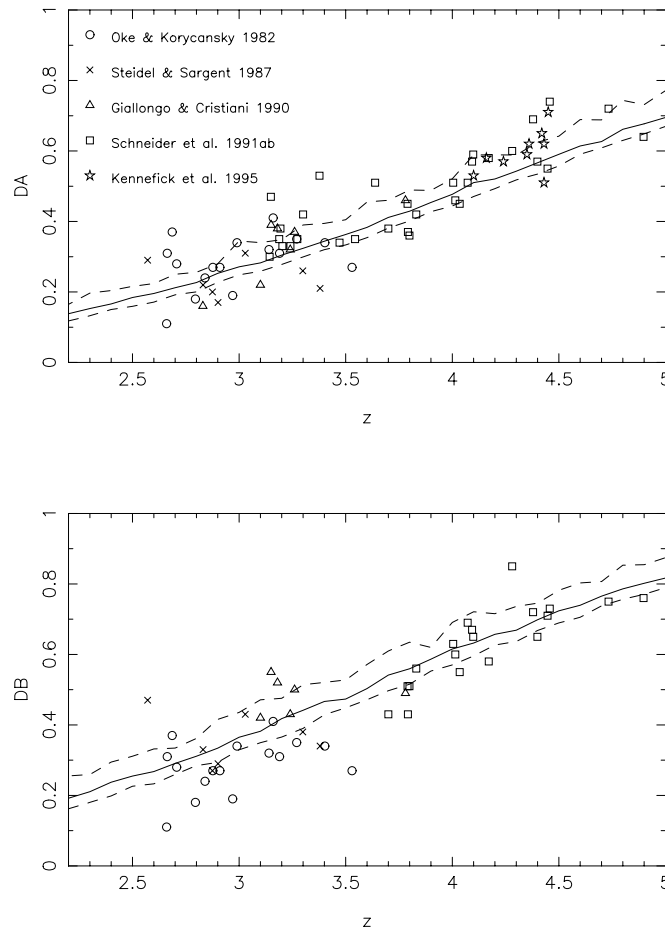 1
0.8
0.6
0.4
0.2
0
DA
Oke & Korycansky 1982
Steidel & Sargent 1987
Giallongo & Cristiani 1990
Schneider et al. 1991ab
Kennefick et al. 1995
2.5 3 3.5 4 4.5 5
z
1
0.8
0.6
0.4
0.2
0
DB
2.5 3 3.5 4 4.5 5
z